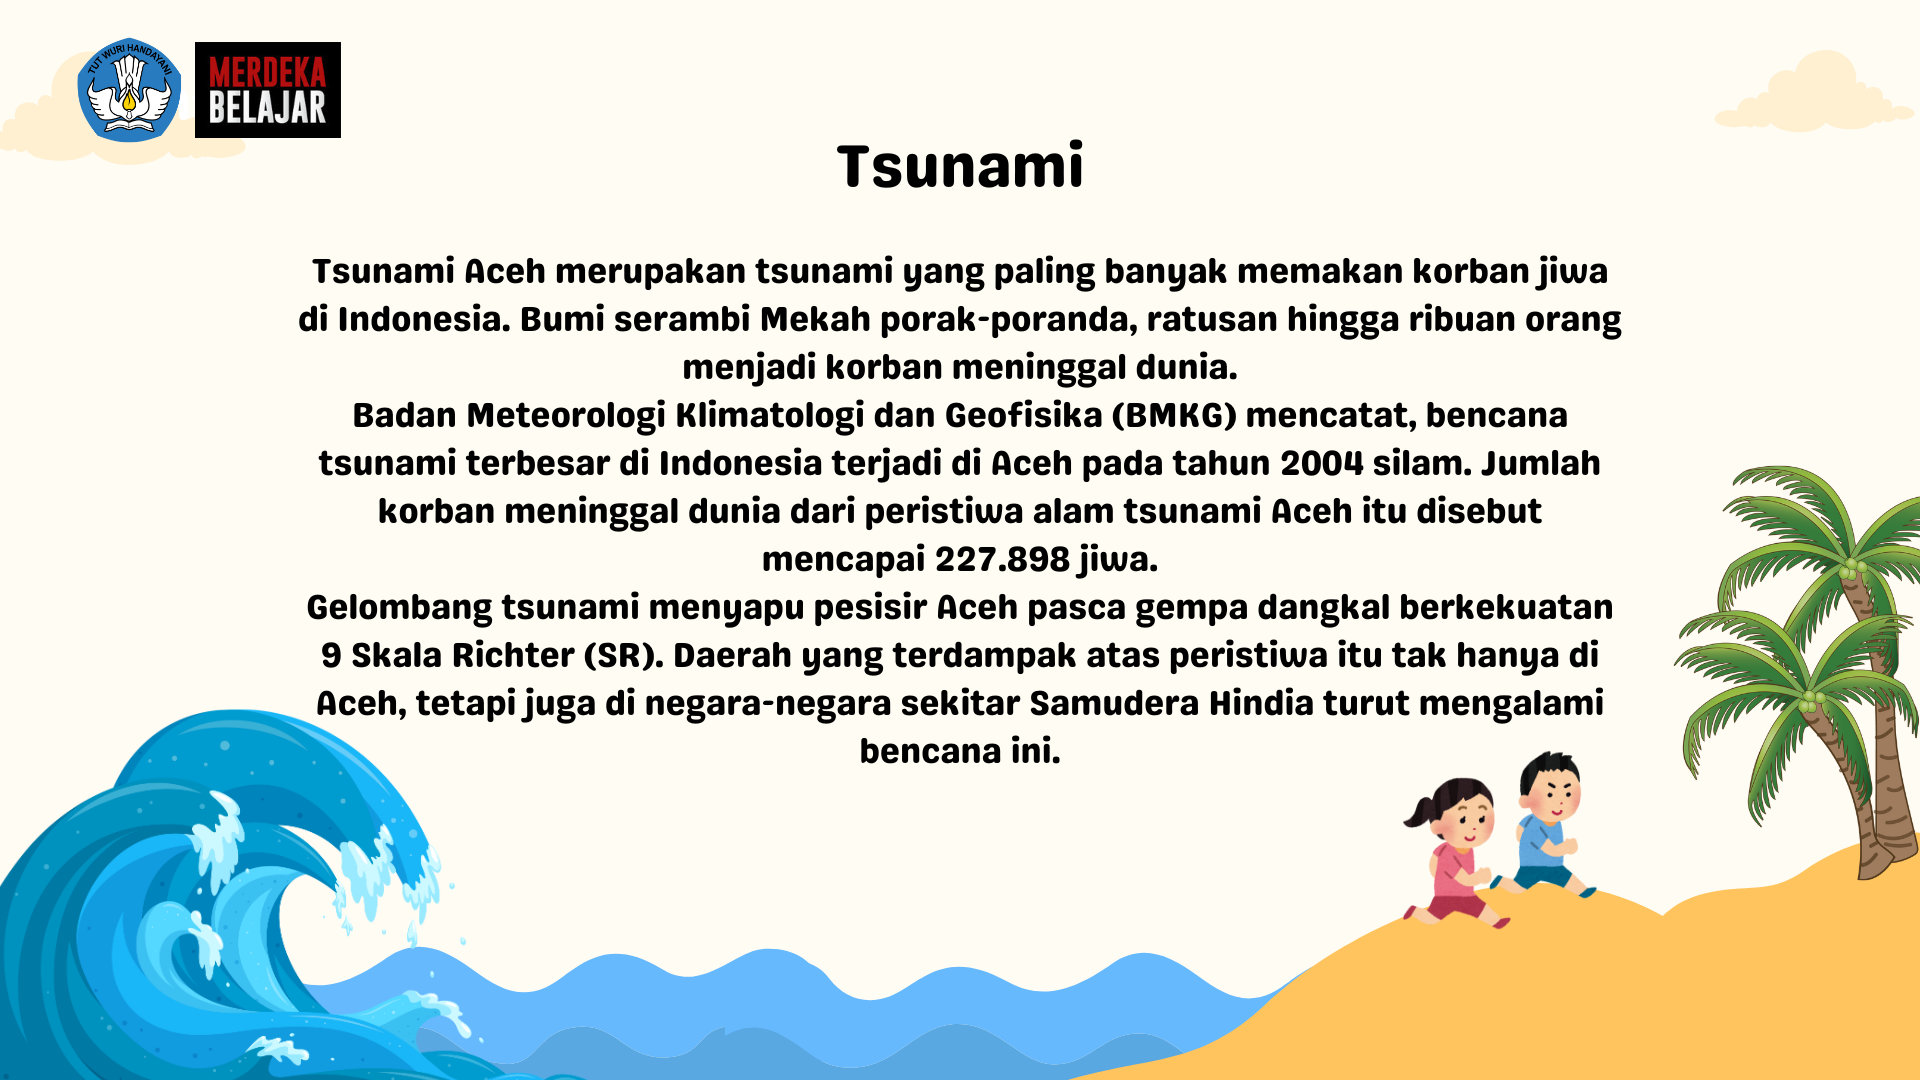 TUT WURI HANDAYANI
MERDEKA
BELAJAR
Tsunami
Tsunami Aceh merupakan tsunami yang paling banyak memakan korban jiwa
di Indonesia. Bumi serambi Mekah porak-poranda, ratusan hingga ribuan orang
menjadi korban meninggal dunia.
Badan Meteorologi Klimatologi dan Geofisika (BMKG) mencatat, bencana
tsunami terbesar di Indonesia terjadi di Aceh pada tahun 2004 silam. Jumlah
korban meninggal dunia dari peristiwa alam tsunami Aceh itu disebut
mencapai 227.898 jiwa.
Gelombang tsunami menyapu pesisir Aceh pasca gempa dangkal berkekuatan
9 Skala Richter (SR). Daerah yang terdampak atas peristiwa itu tak hanya di
Aceh, tetapi juga di negara-negara sekitar Samudera Hindia turut mengalami
bencana ini.